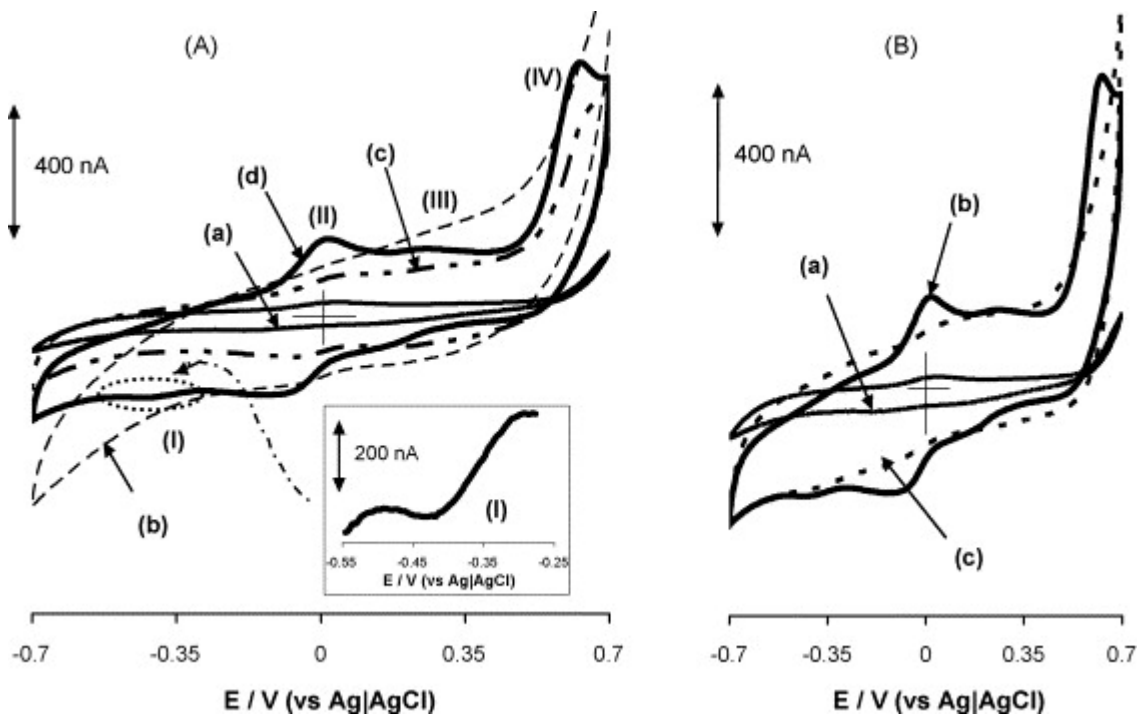 (A)
(IV)
400 nA
(c)
(d)
(III)
(II)
(a)
(I)
(b)
200 nA
(I)
-0.55
-0.45
-0.35
-0.25
E / V (vs Ag|AgCl)
-0.7
-0.35
0
0.35
0.7
E / V (vs Ag|AgCl)
(B)
400 nA
(b)
(a)
(c)
-0.7
-0.35
0
0.35
0.7
E / V (vs Ag|AgCl)